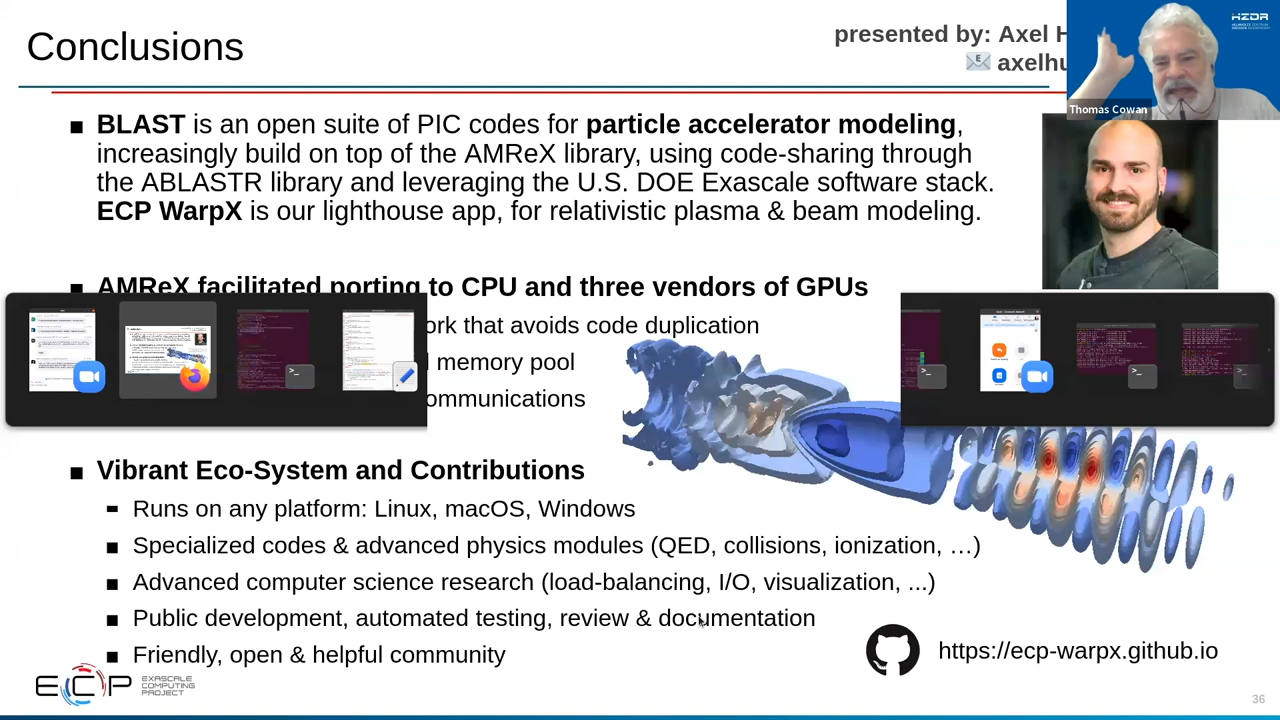 Conclusions
presented by: Axel H
axelhu
HZDR
Thomas Cowan
BLAST is an open suite of PIC codes for particle accelerator modeling,
increasingly build on top of the AMReX library, using code-sharing through
the ABLASTR library and leveraging the U.S. DOE Exascale software stack.
ECP WarpX is our lighthouse app, for relativistic plasma & beam modeling.
AMReX facilitated porting to CPU and three vendors of GPUs
ork that avoids code duplication
memory pool
ommunications
Vibrant Eco-System and Contributions
Runs on any platform: Linux, macOS, Windows
Specialized codes & advanced physics modules (QED, collisions, ionization, …)
Advanced computer science research (load-balancing, I/O, visualization, ...)
Public development, automated testing, review & documentation
Friendly, open & helpful community
https://ecp-warpx.github.io
ECP
EXASCALE
COMPUTING
PROJECT
36